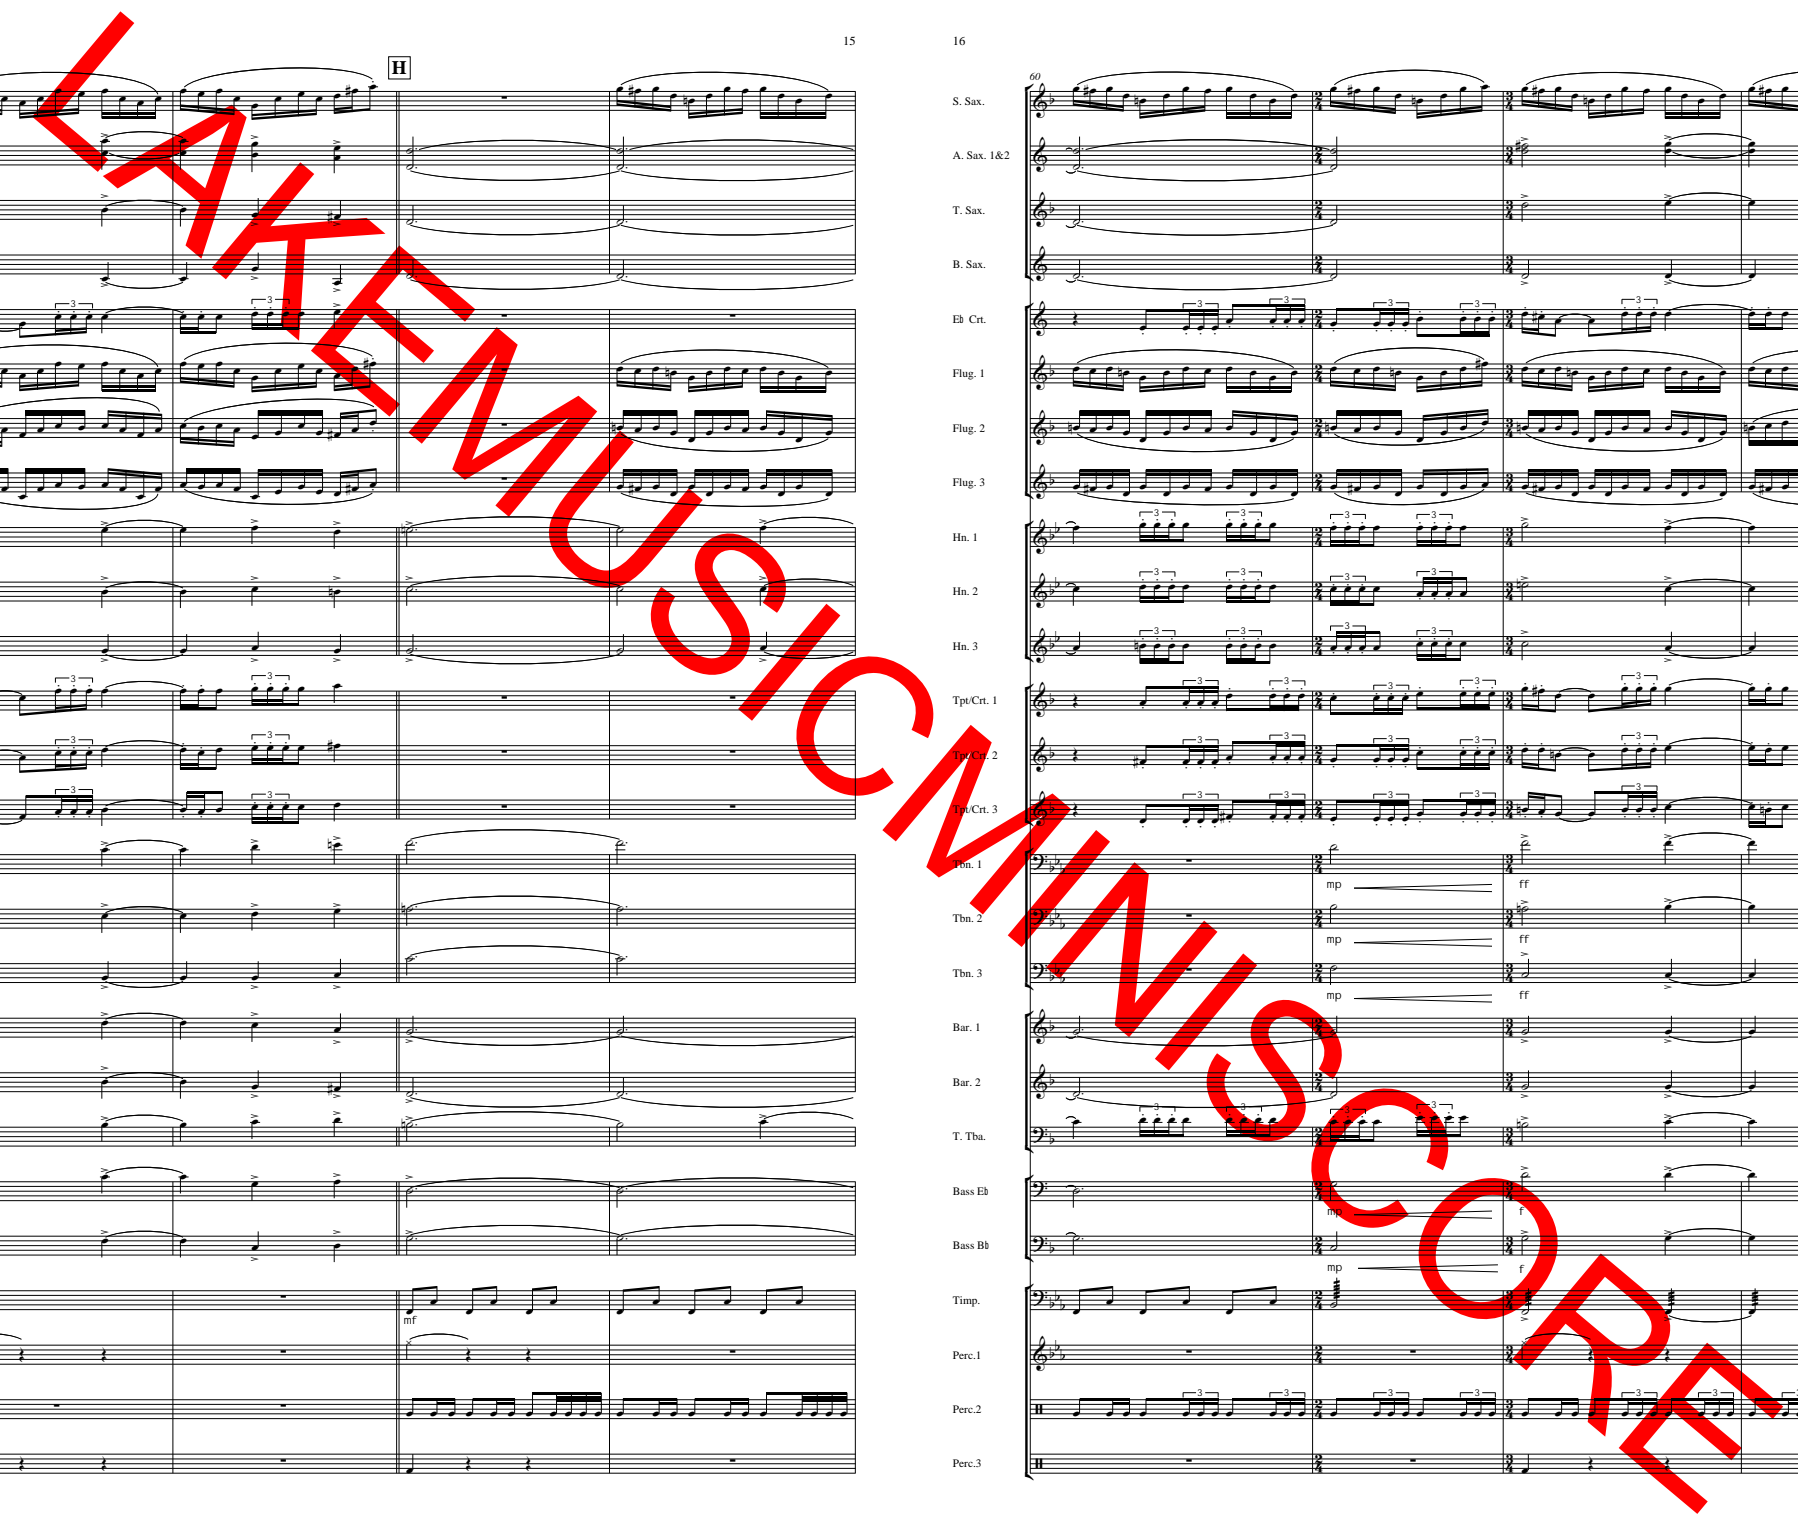 15
H
mf
16
60
S. Sax.
A. Sax. 1&2
T. Sax.
B. Sax.
E♭ Crt.
Flug. 1
Flug. 2
Flug. 3
Hn. 1
Hn. 2
Hn. 3
Tpt/Crt. 1
Tpt/Crt. 2
Tpt/Crt. 3
Tbn. 1
mp ff
Tbn. 2
mp ff
Tbn. 3
mp ff
Bar. 1
Bar. 2
T. Tba.
Bass E♭
mp f
Bass B♭
mp f
Timp.
Perc.1
Perc.2
Perc.3
LAKEMUSICMINISCORE